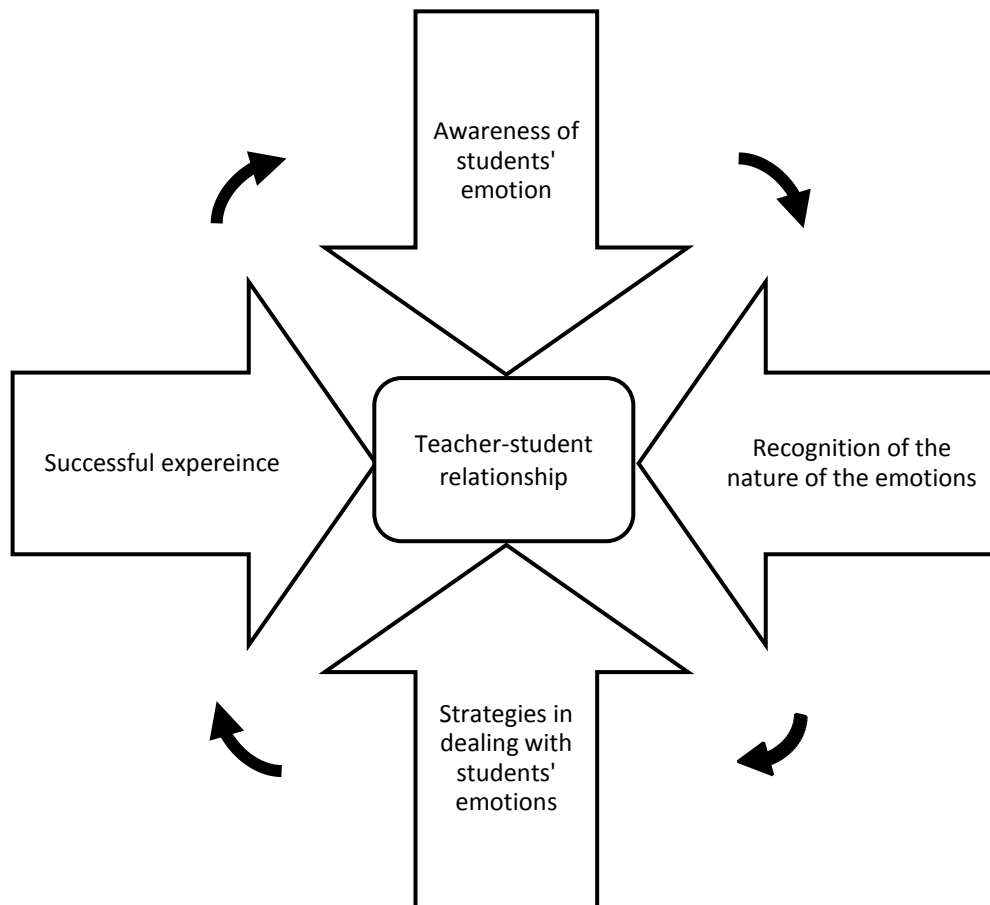 Awareness of
students'
emotion
Successful expereince
Teacher-student
relationship
Recognition of the
nature of the emotions
Strategies in
dealing with
students'
emotions